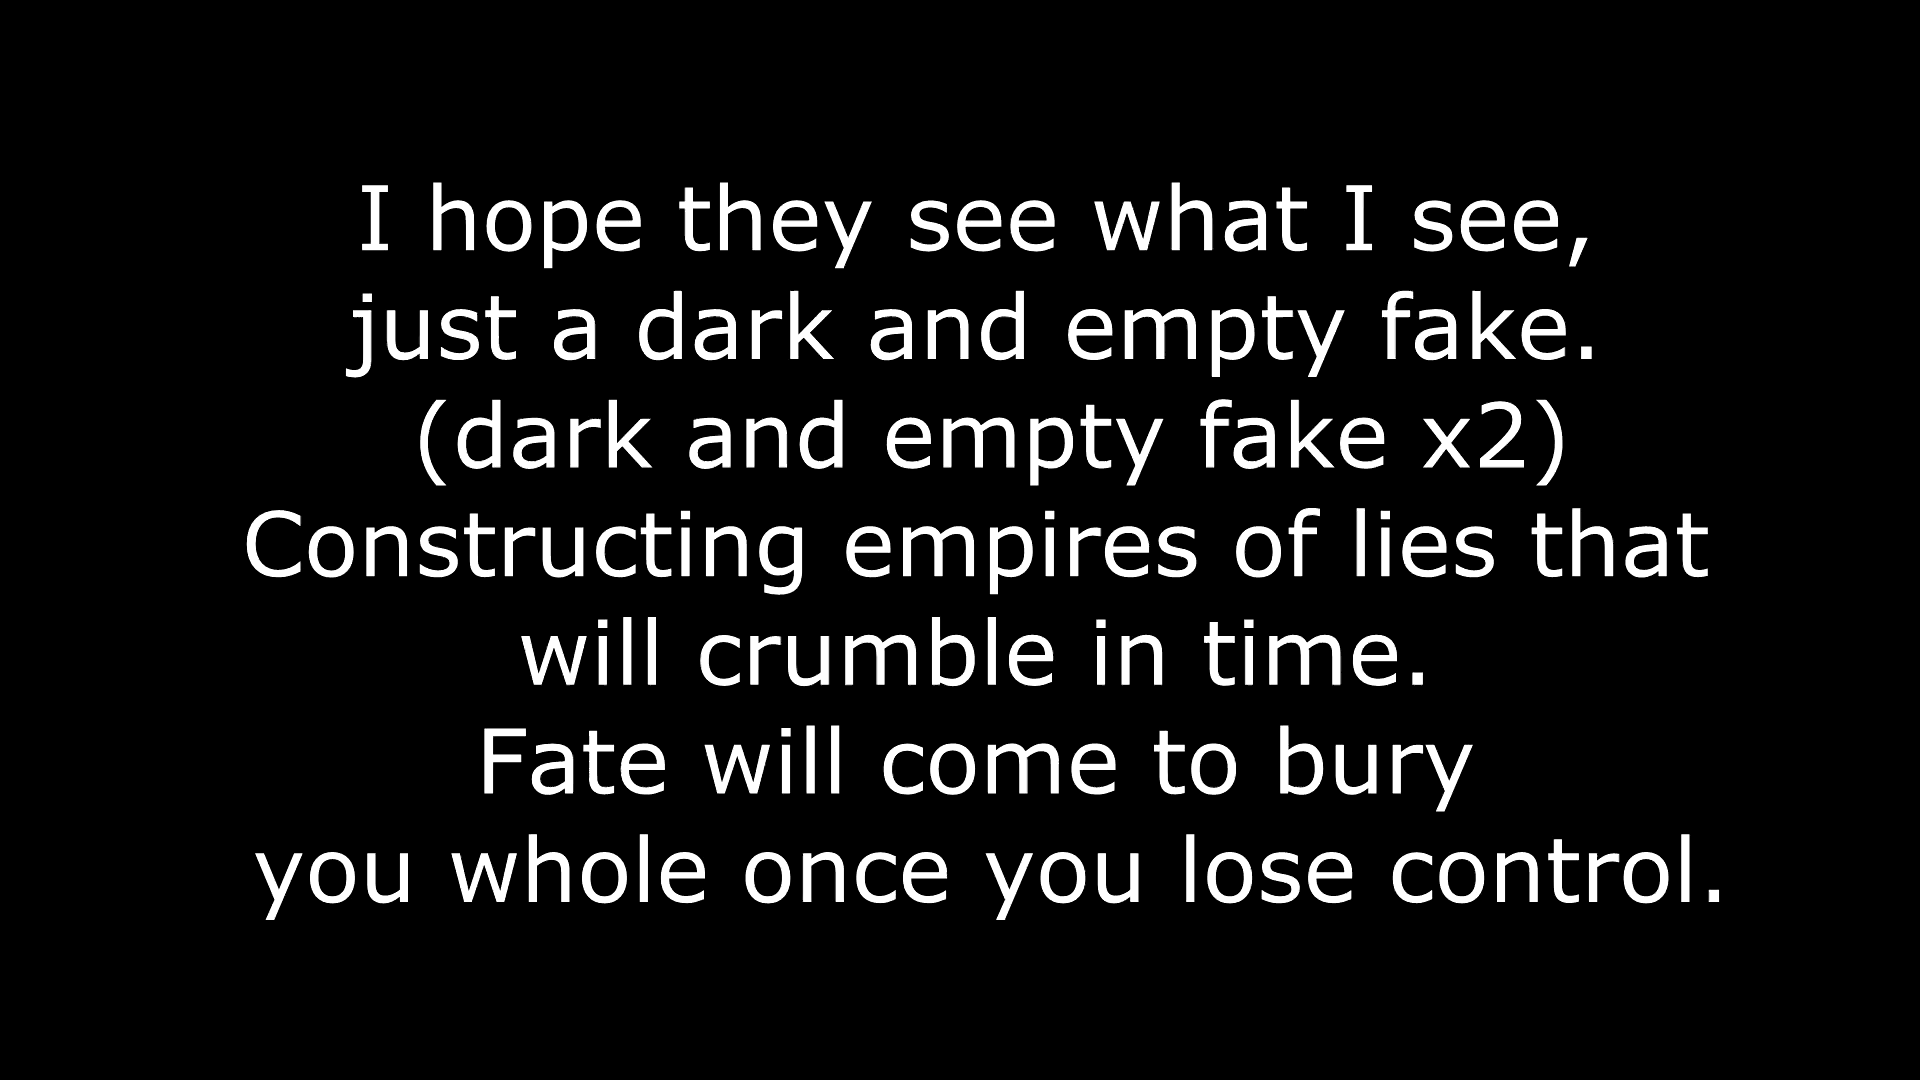 I hope they see what I see,
just a dark and empty fake.
(dark and empty fake x2)
Constructing empires of lies that
will crumble in time.
Fate will come to bury
you whole once you lose control.